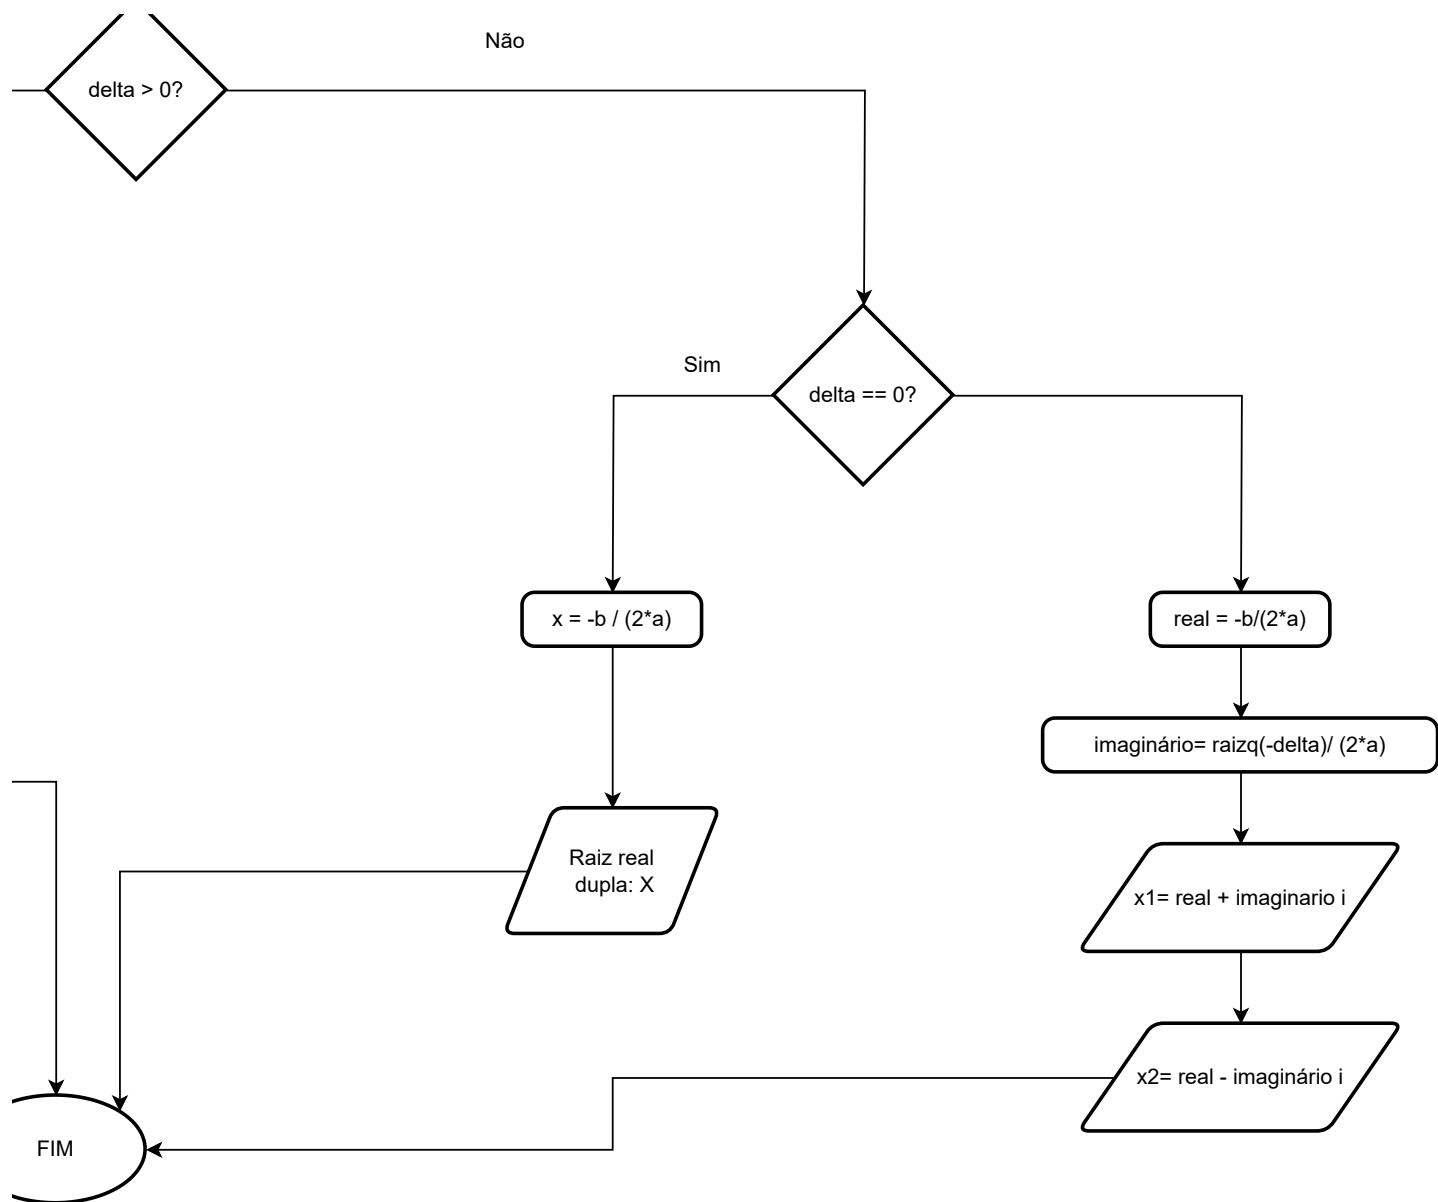 Não
delta > 0?
Sim
delta == 0?
x = -b / (2*a)
real = -b/(2*a)
imaginário= raizq(-delta)/ (2*a)
Raiz real
dupla: X
x1= real + imaginario i
x2= real - imaginário i
FIM